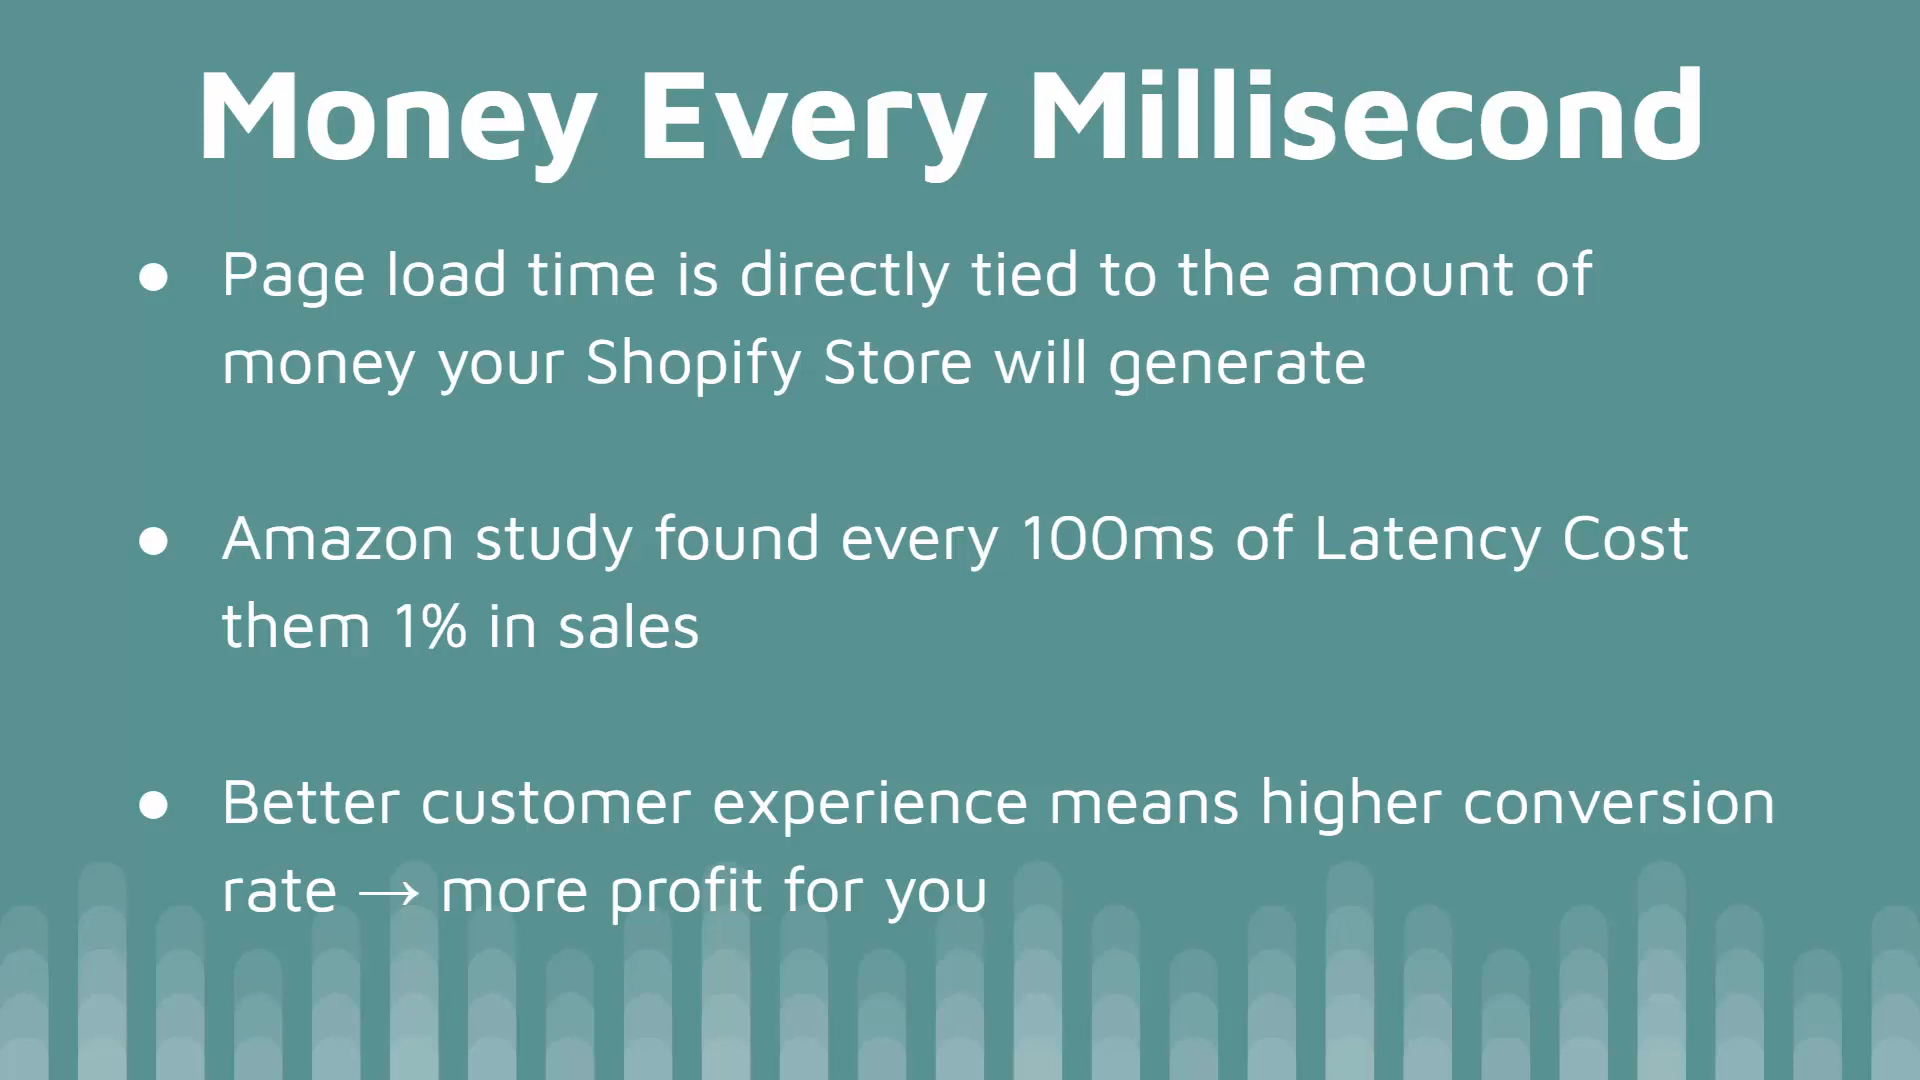 Money Every Millisecond
● Page load time is directly tied to the amount of
money your Shopify Store will generate
● Amazon study found every 100ms of Latency Cost
them 1% in sales
● Better customer experience means higher conversion
rate → more profit for you